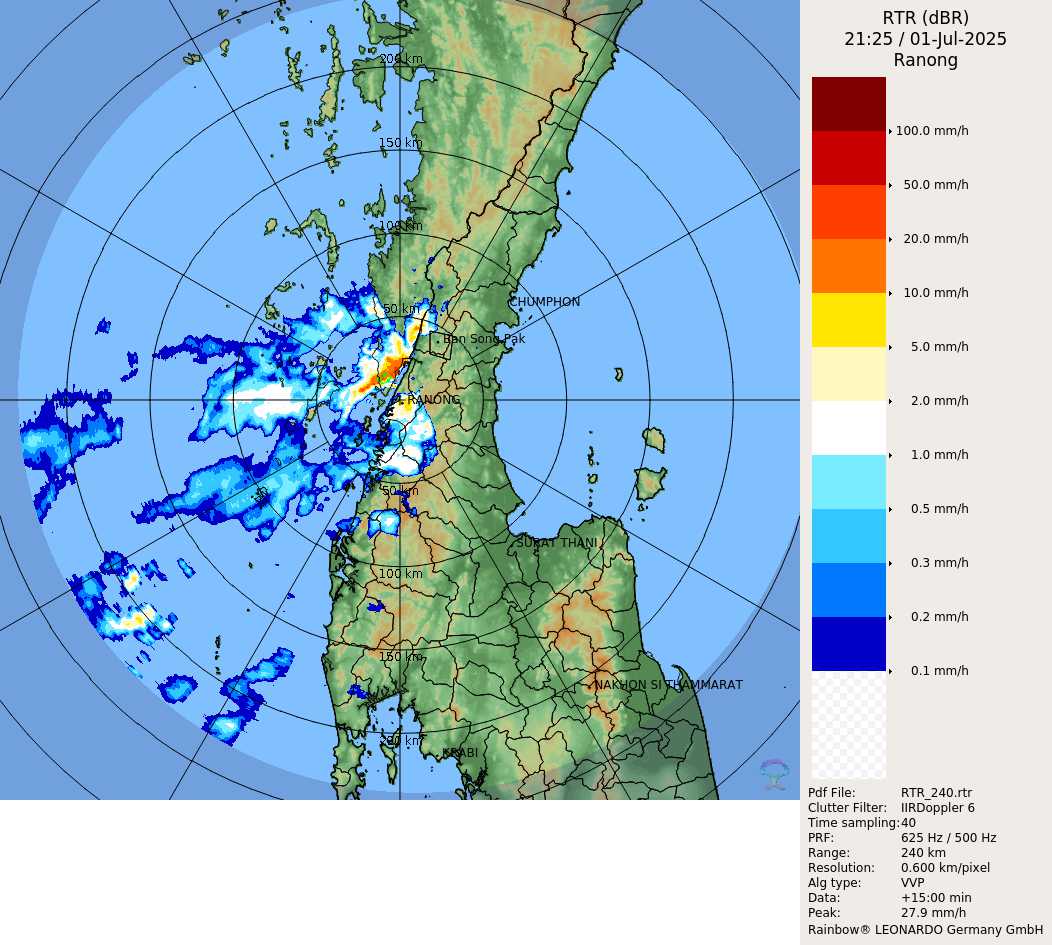 RTR (dBR)
21:25 / 01-Jul-2025
Ranong
200 km
150 km
100 km
50 km
CHUMPHON
Ban Song Pak
RANONG
50 km
SURAT THANI
100 km
150 km
NAKHON SI THAMMARAT
200 km
KRABI
100.0 mm/h
50.0 mm/h
20.0 mm/h
10.0 mm/h
5.0 mm/h
2.0 mm/h
1.0 mm/h
0.5 mm/h
0.3 mm/h
0.2 mm/h
0.1 mm/h
Pdf File: RTR_240.rtr
Clutter Filter: IIRDoppler 6
Time sampling: 40
PRF: 625 Hz / 500 Hz
Range: 240 km
Resolution: 0.600 km/pixel
Alg type: VVP
Data: +15:00 min
Peak: 27.9 mm/h
Rainbow® LEONARDO Germany GmbH